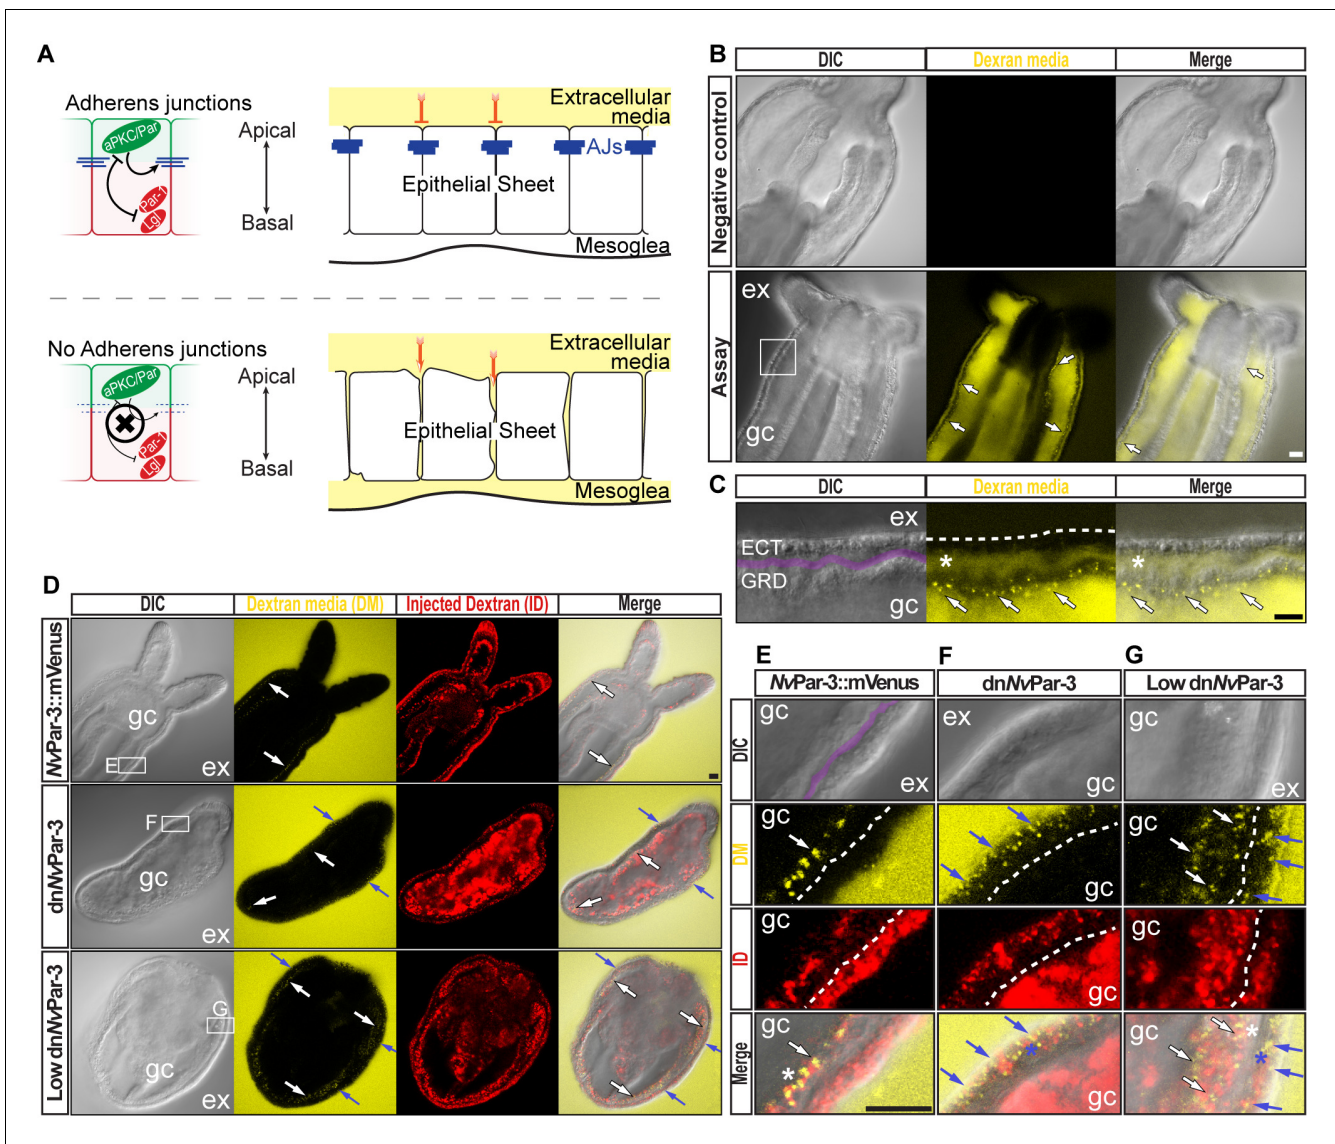 A
Adherens junctions
aPKC/Par
Par-1
Lgl
Apical
Basal
Extracellular
media
AJs
Epithelial Sheet
Mesoglea
No Adherens junctions
aPKC/Par
Par-1
Lgl
Apical
Basal
Extracellular
media
Epithelial Sheet
Mesoglea
B
DIC
Dexran media
Merge
Negative control
Assay
ex
gc
C
DIC
Dexran media
Merge
ex
ECT
*
*
GRD
gc
D
DIC
Dextran media (DM)
Injected Dextran (ID)
Merge
NvPar-3::mVenus
gc
E
ex
dnNvPar-3
F
gc
ex
Low dnNvPar-3
G
gc
ex
E
F
G
NvPar-3::mVenus
dnNvPar-3
Low dnNvPar-3
DIC
gc
ex
ex
gc
gc
ex
DM
gc
gc
gc
ID
gc
gc
gc
Merge
gc
*
*
gc
gc
*
*